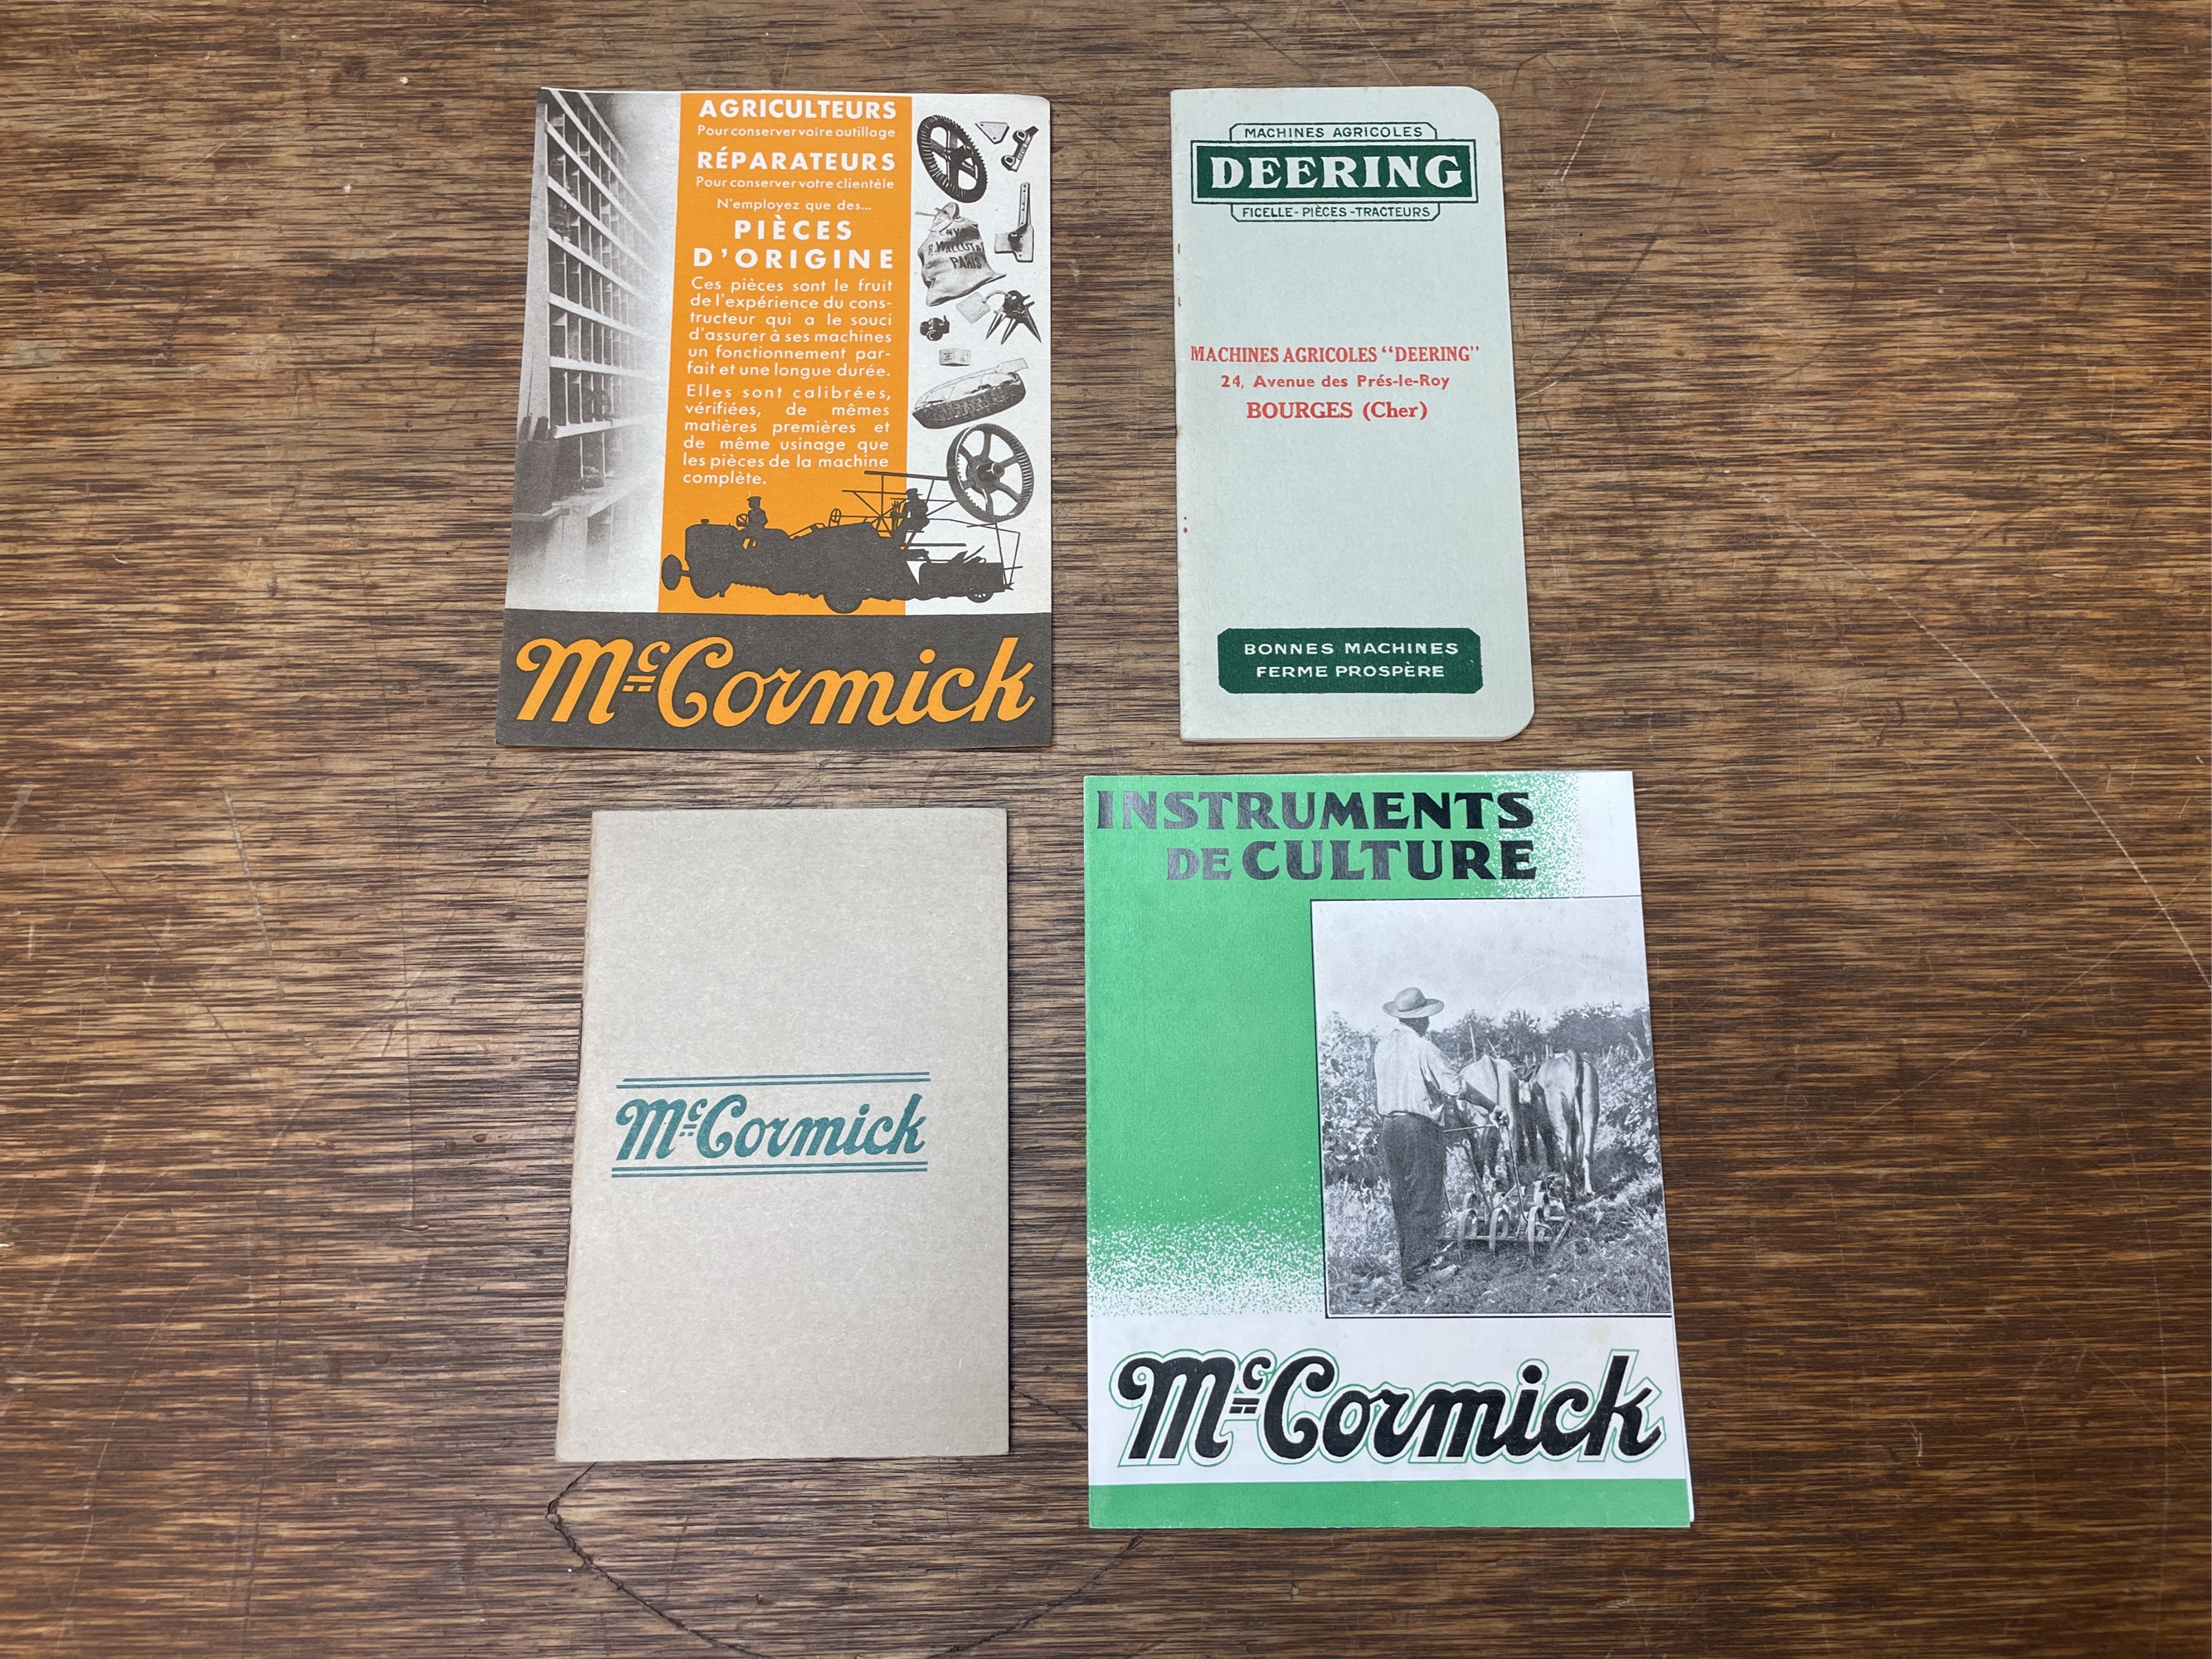 AGRICULTEURS
Pour conserver votre outillage
RÉPARATEURS
Pour conserver votre clientèle
N'employez que des...
PIÈCES
D'ORIGINE
Ces pièces sont le fruit
de l'expérience du cons-
tructeur qui a le souci
d'assurer à ses machines
un fonctionnement par-
fait et une longue durée.
Elles sont calibrées,
vérifiées, de mêmes
matières premières et
de même usinage que
les pièces de la machine
complète.
PARIS
McCormick
MACHINES AGRICOLES
DEERING
FICELLE - PIÈCES - TRACTEURS
MACHINES AGRICOLES "DEERING"
24, Avenue des Prés-le-Roy
BOURGES (Cher)
BONNES MACHINES
FERME PROSPÈRE
McCormick
INSTRUMENTS
DE CULTURE
McCormick